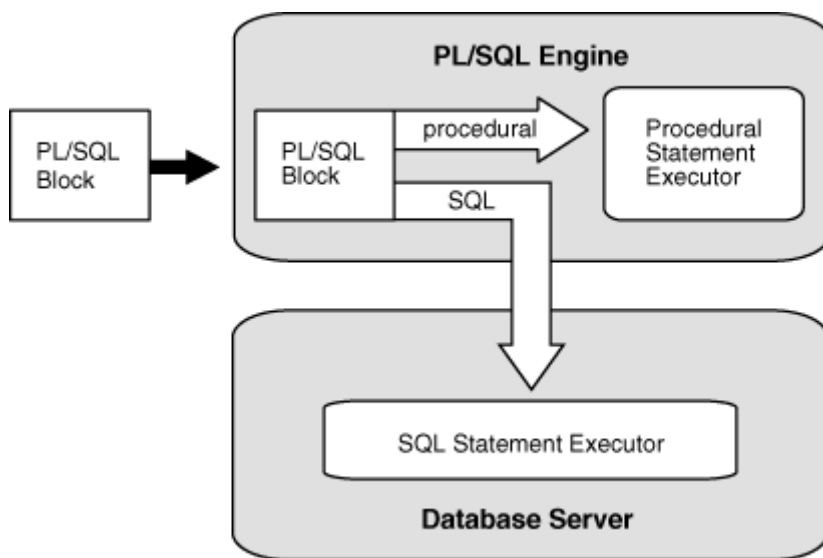 PL/SQL Engine
PL/SQL
Block
PL/SQL
Block
procedural
SQL
Procedural
Statement
Executor
SQL Statement Executor
Database Server